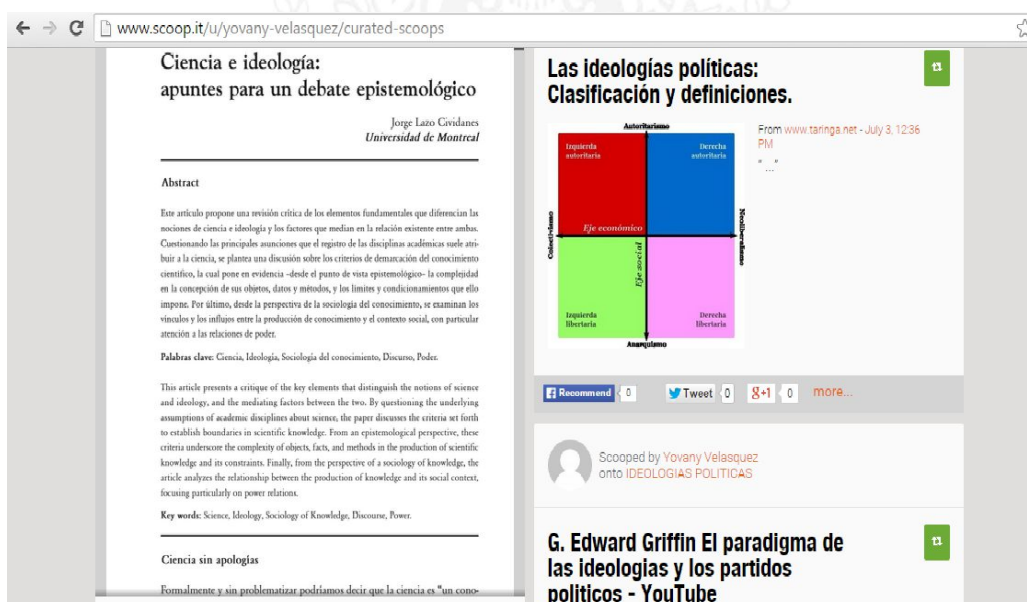 www.scoop.it/u/yovany-velasquez/curated-scoops
Ciencia e ideología:
apuntes para un debate epistemológico
Jorge Lazo Cividanes
Universidad de Montreal
Abstract
Este artículo propone una revisión crítica de los elementos fundamentales que diferencian las
nociones de ciencia e ideología y los factores que median en la relación existente entre ambas.
Cuestionando las principales asunciones que el registro de las disciplinas académicas suele atri-
buir a la ciencia, se plantea una discusión sobre los criterios de demarcación del conocimiento
científico, la cual pone en evidencia -desde el punto de vista epistemológico- la complejidad
en la concepción de sus objetos, datos y métodos, y los límites y condicionamientos que ello
impone. Por último, desde la perspectiva de la sociología del conocimiento, se examinan los
vínculos y los influjos entre la producción de conocimiento y el contexto social, con particular
atención a las relaciones de poder.
Palabras clave: Ciencia, Ideología, Sociología del conocimiento, Discurso, Poder.
This article presents a critique of the key elements that distinguish the notions of science
and ideology, and the mediating factors between the two. By questioning the underlying
assumptions of academic disciplines about science, the paper discusses the criteria set forth
to establish boundaries in scientific knowledge. From an epistemological perspective, these
criteria underscore the complexity of objects, facts, and methods in the production of scientific
knowledge and its constraints. Finally, from the perspective of a sociology of knowledge, the
article analyzes the relationship between the production of knowledge and its social context,
focusing particularly on power relations.
Key words: Science, Ideology, Sociology of Knowledge, Discourse, Power.
Ciencia sin apologías
Formalmente y sin problematizar podríamos decir que la ciencia es "un cono-
Las ideologías políticas:
Clasificación y definiciones.
Autoritarismo
Izquierda
autoritaria
Derecha
autoritaria
Colectivismo
Eje económico
Eje social
Neoliberalismo
Izquierda
libertaria
Derecha
libertaria
Anarquismo
From www.taringa.net - July 3, 12:36
PM
" ..."
Recommend 0
Tweet 0
g+1 0
more...
Scooped by Yovany Velasquez
onto IDEOLOGIAS POLITICAS
G. Edward Griffin El paradigma de
las ideologias y los partidos
politicos - YouTube